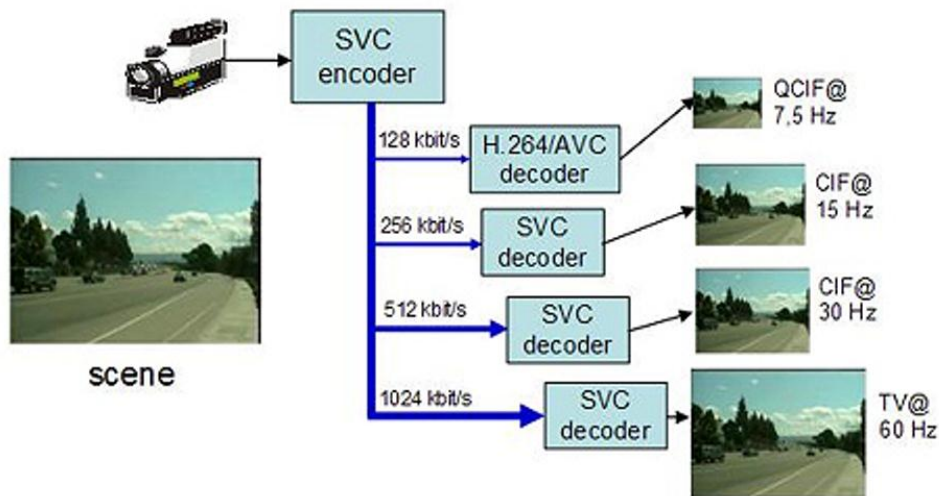 SVC
encoder
128 kbit/s
H.264/AVC
decoder
QCIF@
7,5 Hz
256 kbit/s
SVC
decoder
CIF@
15 Hz
512 kbit/s
SVC
decoder
CIF@
30 Hz
scene
1024 kbit/s
SVC
decoder
TV@
60 Hz